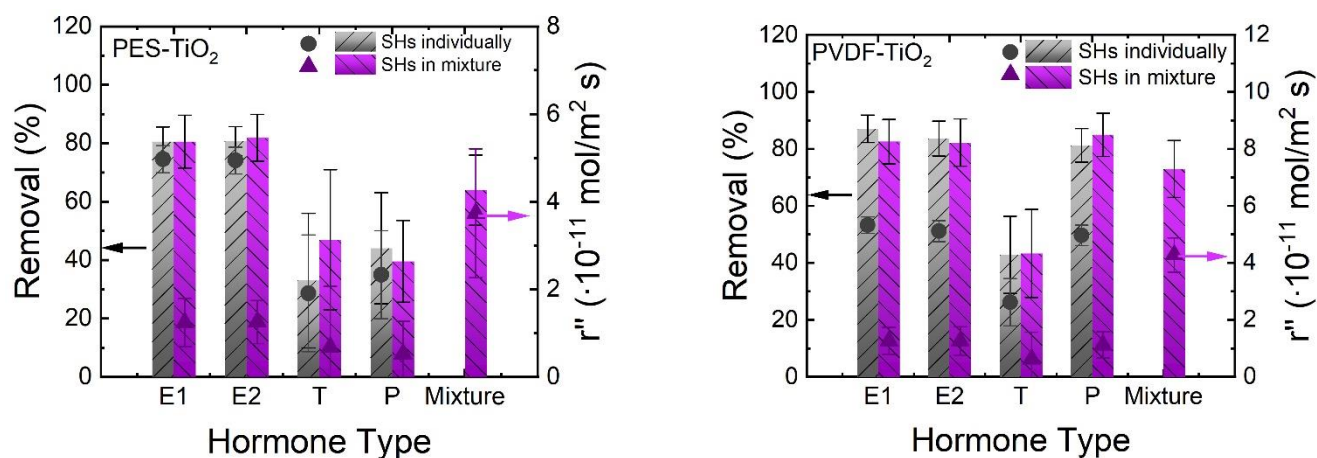 PES-TiO₂
SHs individually
SHs in mixture
Removal (%)
120
100
80
60
40
20
0
8
6
4
2
0
r'' (·10⁻¹¹ mol/m² s)
E1 E2 T P Mixture
Hormone Type
PVDF-TiO₂
SHs individually
SHs in mixture
Removal (%)
120
100
80
60
40
20
0
12
10
8
6
4
2
0
r'' (·10⁻¹¹ mol/m² s)
E1 E2 T P Mixture
Hormone Type